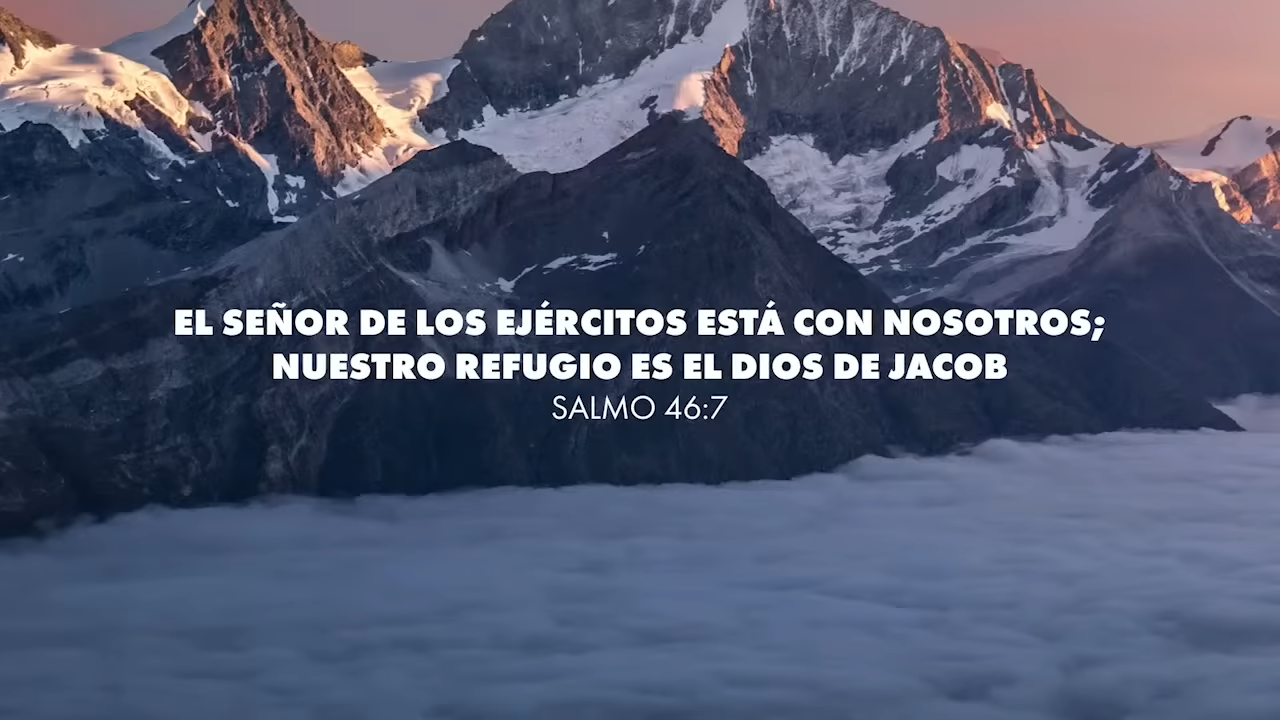 EL SEÑOR DE LOS EJÉRCITOS ESTÁ CON NOSOTROS;
NUESTRO REFUGIO ES EL DIOS DE JACOB
SALMO 46:7